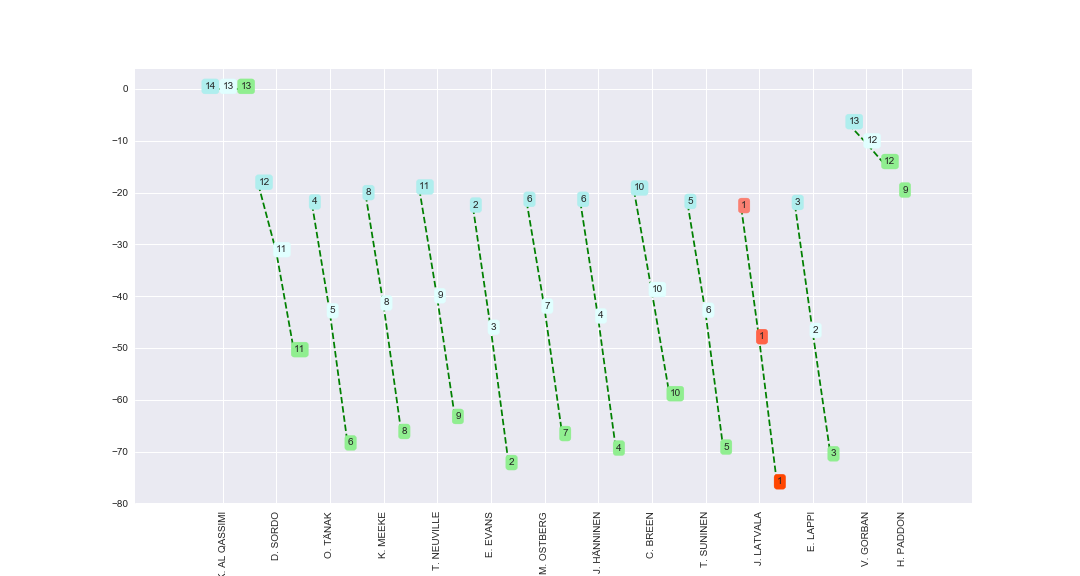 14 13 13
0
13
−10
12
12
12
8 11 10 9
−20
4 2 6 6 5 1 3
−30
11
−40
9 10
5 8 7 4 6
3 1 2
−50
11
−60
10
9
8 7
−70
6 4 5 3
2
1
−80
K. AL QASSIMI
D. SORDO
O. TÄNAK
K. MEEKE
T. NEUVILLE
E. EVANS
M. OSTBERG
J. HÄNNINEN
C. BREEN
T. SUNINEN
J. LATVALA
E. LAPPI
V. GORBAN
H. PADDON